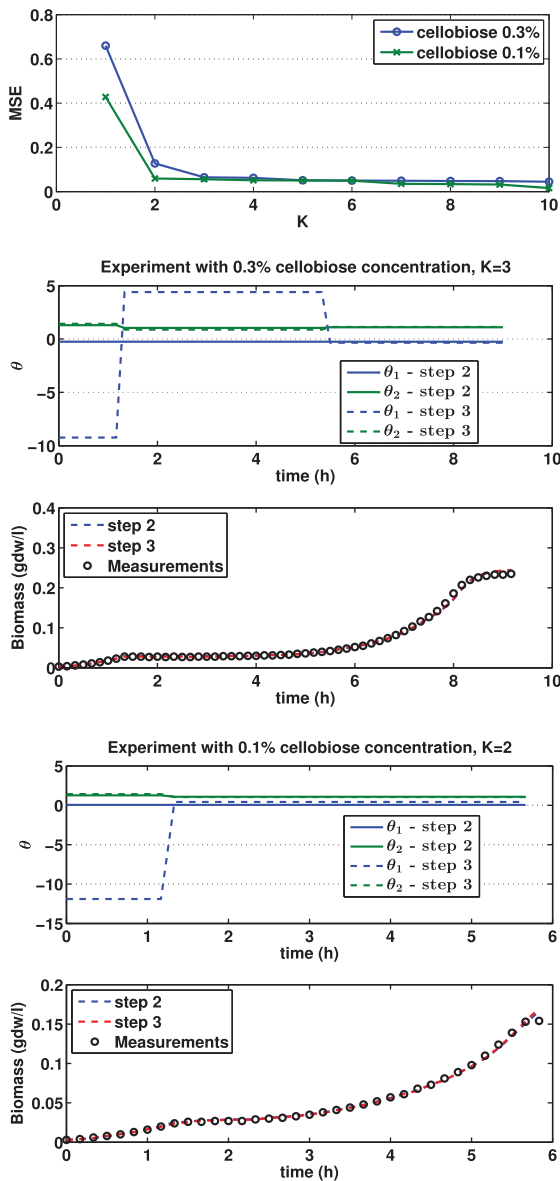 0.8
0.6
0.4
0.2
0
MSE
cellobiose 0.3%
cellobiose 0.1%
0 2 4 6 8 10
K
Experiment with 0.3% cellobiose concentration, K=3
5
0
−5
−10
θ
θ1 - step 2
θ2 - step 2
θ1 - step 3
θ2 - step 3
0 2 4 6 8 10
time (h)
0.4
0.3
0.2
0.1
0
Biomass (gdw/l)
step 2
step 3
Measurements
0 2 4 6 8 10
time (h)
Experiment with 0.1% cellobiose concentration, K=2
5
0
−5
−10
−15
θ
θ1 - step 2
θ2 - step 2
θ1 - step 3
θ2 - step 3
0 1 2 3 4 5 6
time (h)
0.2
0.15
0.1
0.05
0
Biomass (gdw/l)
step 2
step 3
Measurements
0 1 2 3 4 5 6
time (h)